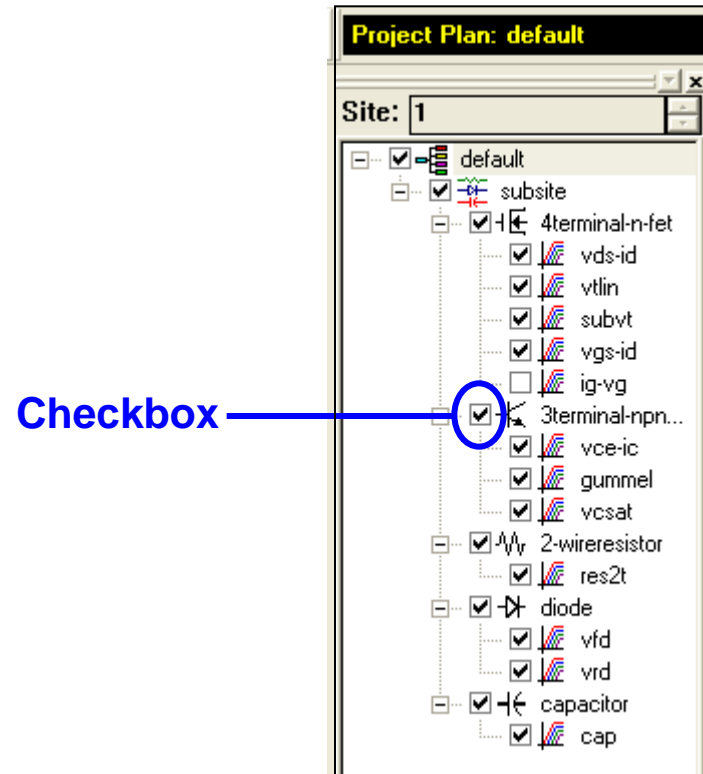 Project Plan: default
Site: 1
default
subsite
4terminal-n-fet
vds-id
vtlin
subvt
vgs-id
ig-vg
Checkbox
3terminal-npn...
vce-ic
gummel
vcsat
2-wireresistor
res2t
diode
vfd
vrd
capacitor
cap